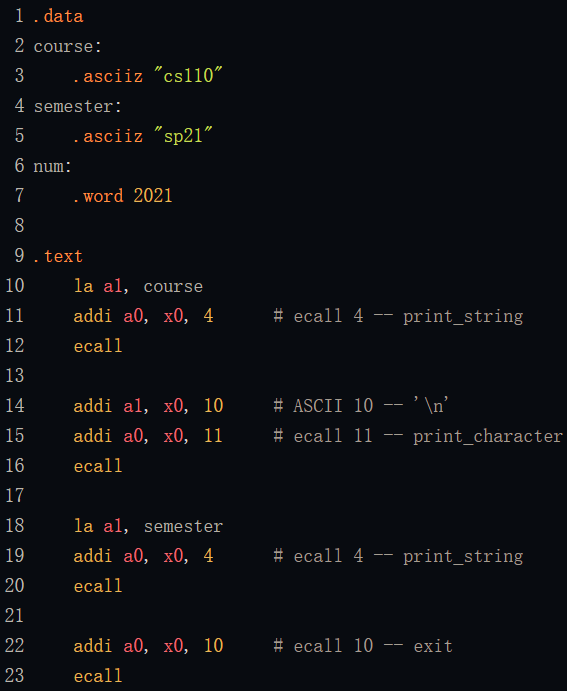 1 .data
2 course:
3     .asciiz "cs110"
4 semester:
5     .asciiz "sp21"
6 num:
7     .word 2021
8
9 .text
10     la a1, course
11     addi a0, x0, 4      # ecall 4 -- print_string
12     ecall
13
14     addi a1, x0, 10     # ASCII 10 -- '\n'
15     addi a0, x0, 11     # ecall 11 -- print_character
16     ecall
17
18     la a1, semester
19     addi a0, x0, 4      # ecall 4 -- print_string
20     ecall
21
22     addi a0, x0, 10     # ecall 10 -- exit
23     ecall